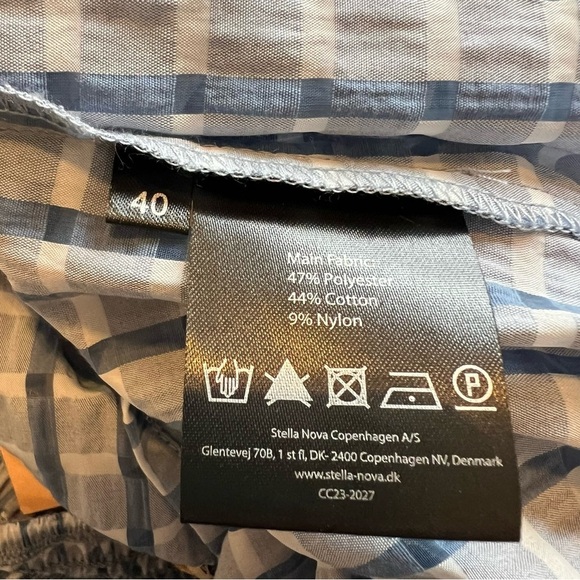 40
Main Fabric:
47% Polyester
44% Cotton
9% Nylon
P
Stella Nova Copenhagen A/S
Glentevej 70B, 1 st fl, DK- 2400 Copenhagen NV, Denmark
www.stella-nova.dk
CC23-2027